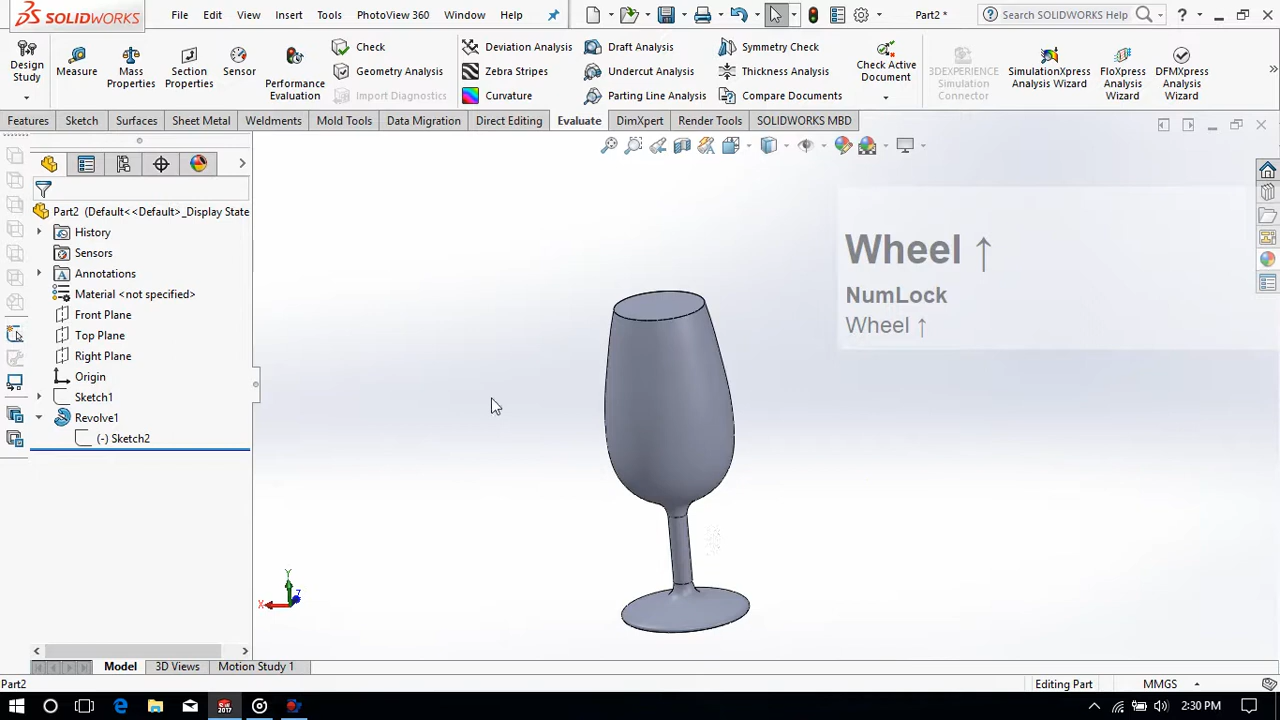 SOLIDWORKS File Edit View Insert Tools PhotoView 360 Window Help Part2 * Search SOLIDWORKS Help ?
Design Study Measure Mass Properties Section Properties Sensor Performance Evaluation
Check Deviation Analysis Draft Analysis Symmetry Check
Geometry Analysis Zebra Stripes Undercut Analysis Thickness Analysis
Import Diagnostics Curvature Parting Line Analysis Compare Documents
Check Active Document 3DEXPERIENCE Simulation Connector SimulationXpress Analysis Wizard FloXpress Analysis Wizard DFMXpress Analysis Wizard
Features Sketch Surfaces Sheet Metal Weldments Mold Tools Data Migration Direct Editing Evaluate DimXpert Render Tools SOLIDWORKS MBD
Part2 (Default<<Default>_Display State
History
Sensors
Annotations
Material <not specified>
Front Plane
Top Plane
Right Plane
Origin
Sketch1
Revolve1
(-) Sketch2
Wheel ↑
NumLock
Wheel ↑
Y
X
Z
Model 3D Views Motion Study 1
Part2 Editing Part MMGS
2017 2:30 PM